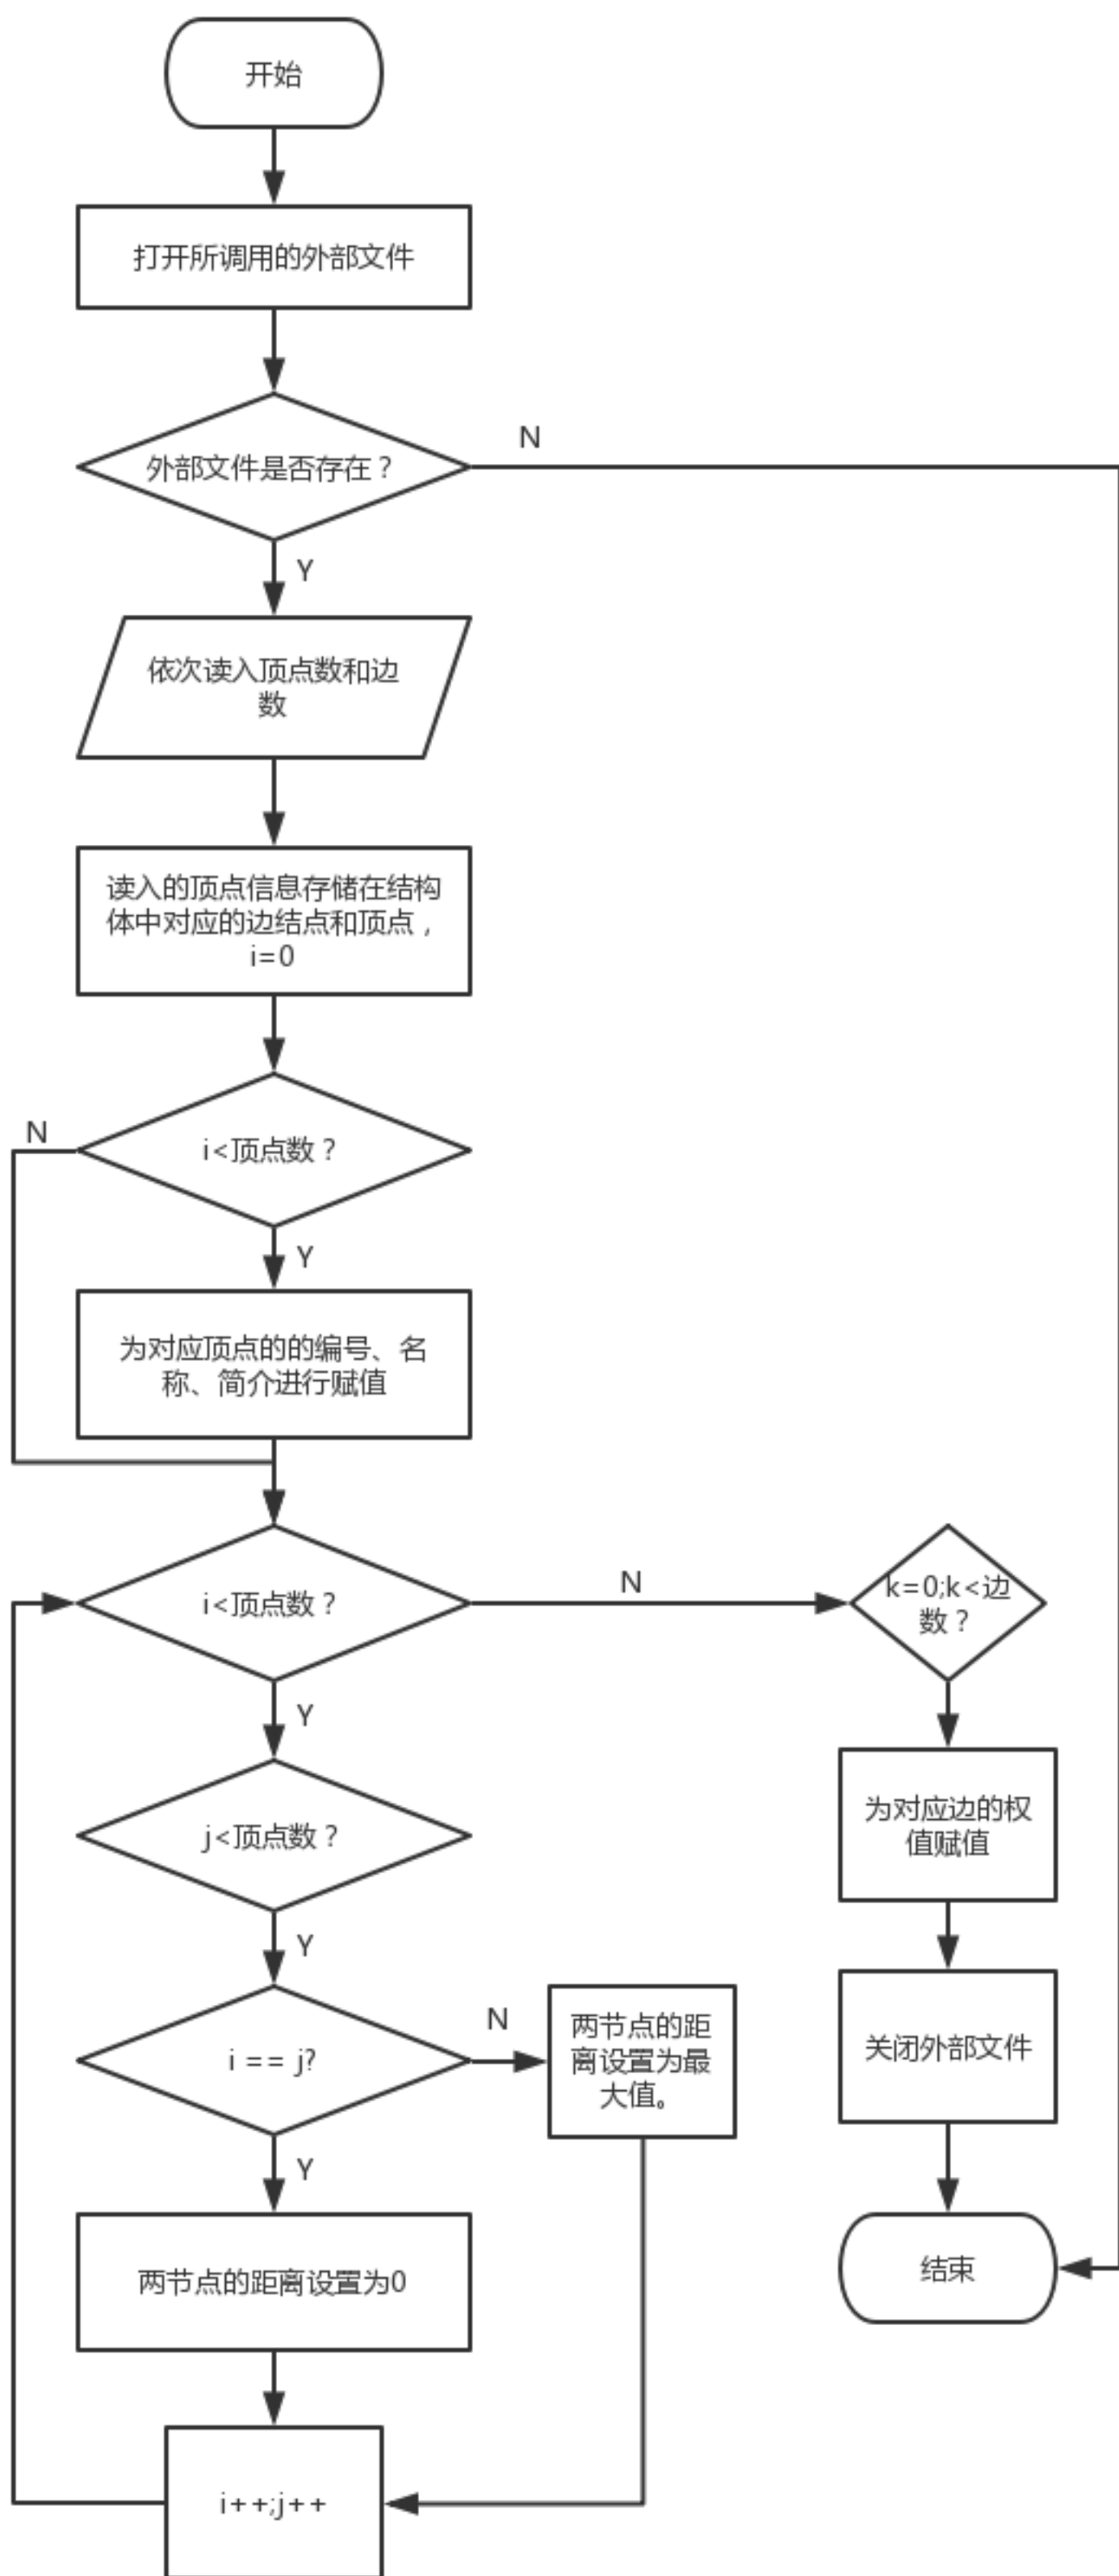 开始
打开所调用的外部文件
外部文件是否存在？
N
Y
依次读入顶点数和边
数
读入的顶点信息存储在结构
体中对应的边结点和顶点，
i=0
i<顶点数？
N
Y
为对应顶点的的编号、名
称、简介进行赋值
i<顶点数？
N
k=0;k<边
数？
Y
j<顶点数？
为对应边的权
值赋值
Y
i == j?
N
两节点的距
离设置为最
大值。
关闭外部文件
Y
两节点的距离设置为0
结束
i++;j++